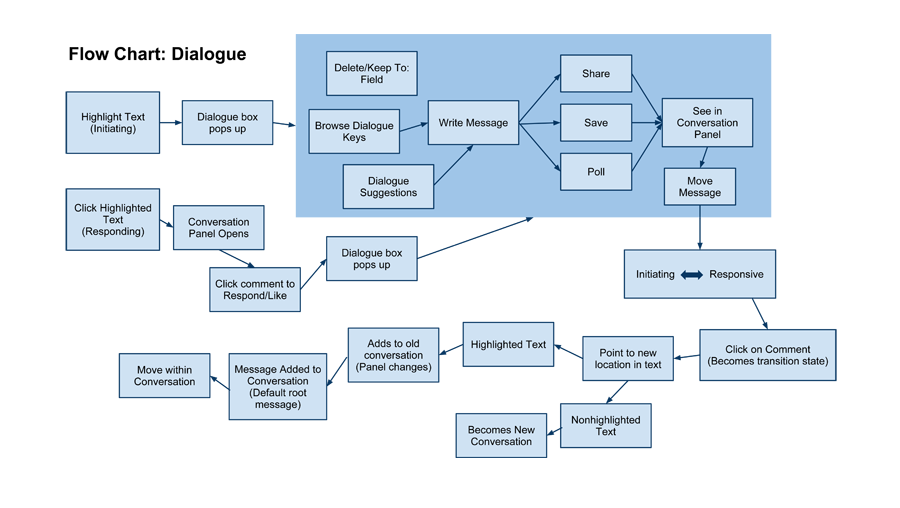 Flow Chart: Dialogue
Delete/Keep To:
Field
Share
Highlight Text
(Initiating)
Dialogue box
pops up
Browse Dialogue
Keys
Write Message
Save
See in
Conversation
Panel
Dialogue
Suggestions
Poll
Move
Message
Click Highlighted
Text
(Responding)
Conversation
Panel Opens
Click comment to
Respond/Like
Dialogue box
pops up
Initiating
Responsive
Click on Comment
(Becomes transition state)
Point to new
location in text
Highlighted Text
Adds to old
conversation
(Panel changes)
Message Added to
Conversation
(Default root
message)
Move within
Conversation
Nonhighlighted
Text
Becomes New
Conversation